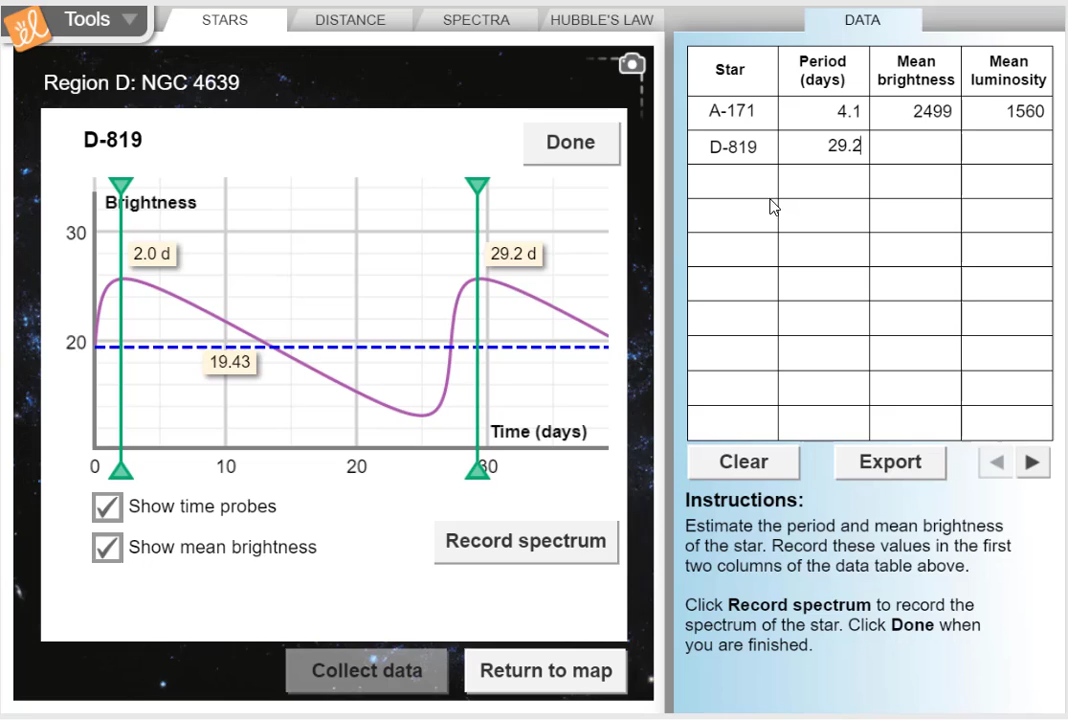 el
Tools
STARS
DISTANCE
SPECTRA
HUBBLE'S LAW
DATA
Region D: NGC 4639
D-819
Done
Brightness
30
20
2.0 d
29.2 d
19.43
Time (days)
0 10 20 30
Show time probes
Show mean brightness
Record spectrum
Collect data
Return to map
Star Period (days) Mean brightness Mean luminosity
A-171 4.1 2499 1560
D-819 29.2
Clear
Export
Instructions:
Estimate the period and mean brightness
of the star. Record these values in the first
two columns of the data table above.
Click Record spectrum to record the
spectrum of the star. Click Done when
you are finished.